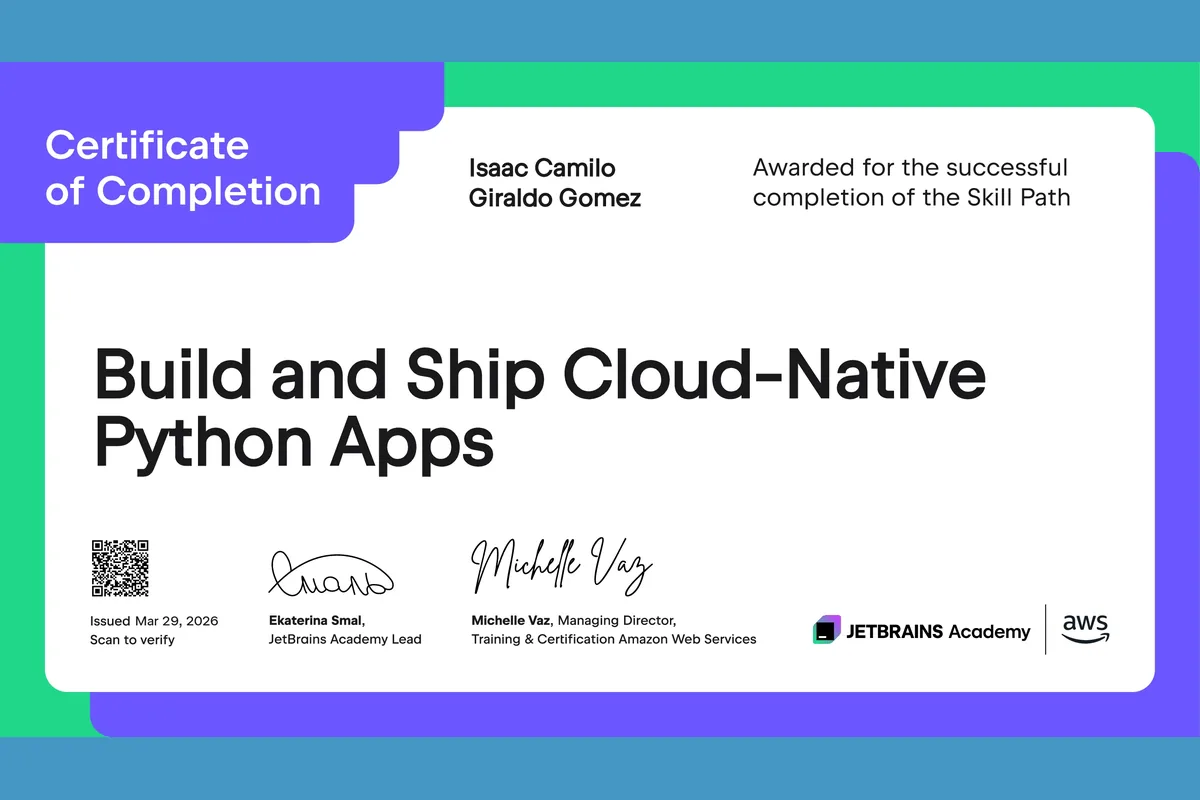 Certificate
of Completion
Isaac Camilo
Giraldo Gomez
Awarded for the successful
completion of the Skill Path
Build and Ship Cloud-Native
Python Apps
Issued Mar 29, 2026
Scan to verify
Ekaterina Smal,
JetBrains Academy Lead
Michelle Vaz
Michelle Vaz, Managing Director,
Training & Certification Amazon Web Services
JETBRAINS Academy
aws